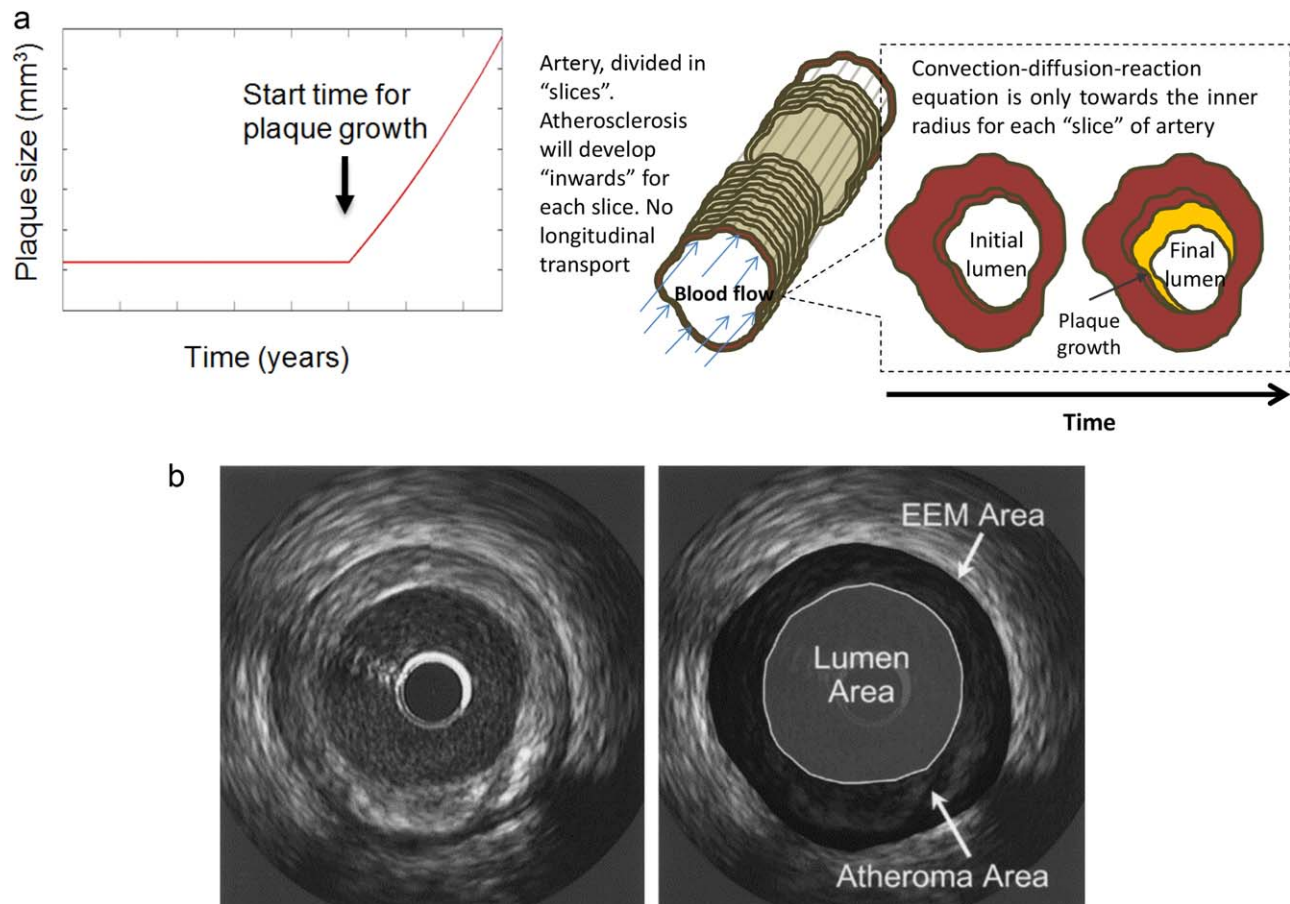 a
Plaque size (mm³)
Start time for
plaque growth
Time (years)
Artery, divided in
“slices”.
Atherosclerosis
will develop
“inwards” for
each slice. No
longitudinal
transport
Blood flow
Convection-diffusion-reaction
equation is only towards the inner
radius for each “slice” of artery
Initial
lumen
Final
lumen
Plaque
growth
Time
b
EEM Area
Lumen
Area
Atheroma Area